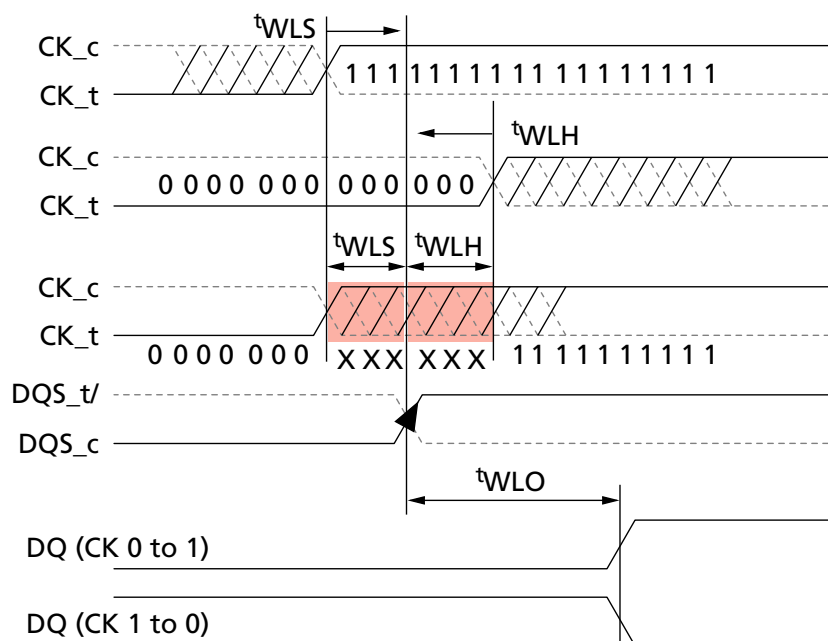 tWLS
CK_c
1 1 1 1 1 1 1 1 1 1 1 1 1 1 1 1
CK_t
tWLH
CK_c
0 0 0 0 0 0 0 0 0 0 0 0 0
CK_t
tWLS tWLH
CK_c
CK_t
0 0 0 0 0 0 0 X X X X X X 1 1 1 1 1 1 1 1 1
DQS_t/
DQS_c
tWLO
DQ (CK 0 to 1)
DQ (CK 1 to 0)